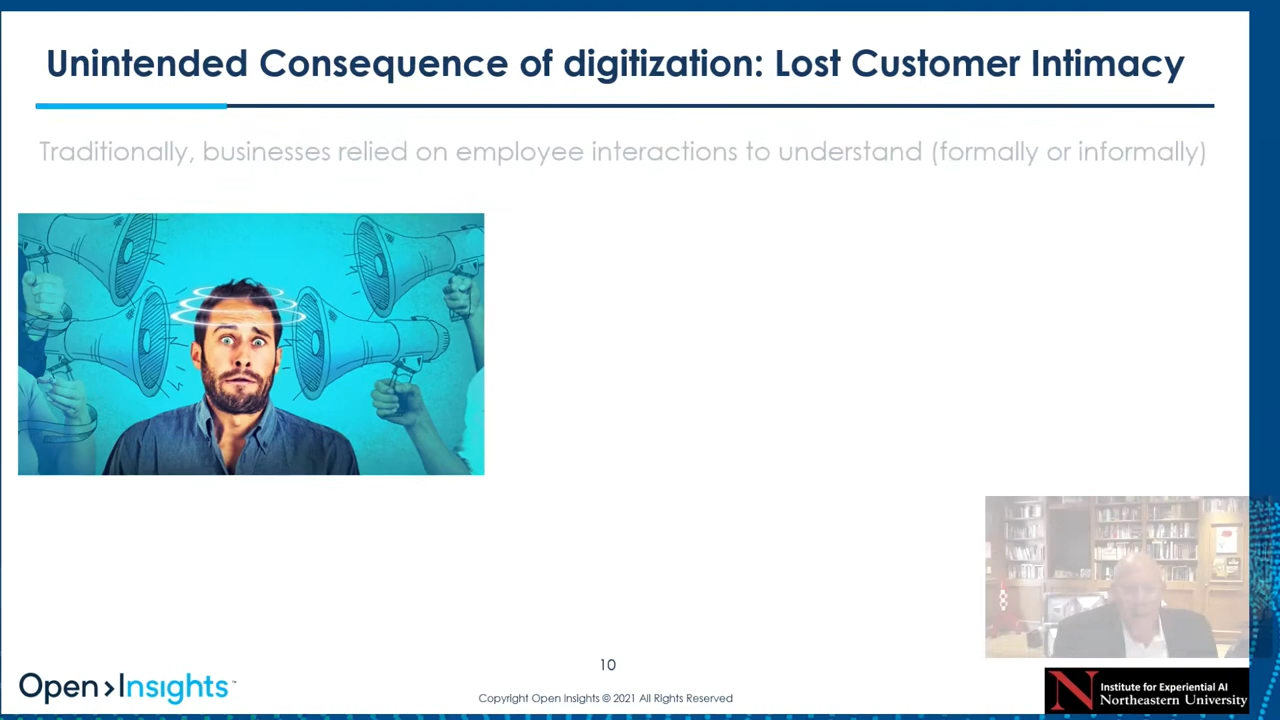 Unintended Consequence of digitization: Lost Customer Intimacy
Traditionally, businesses relied on employee interactions to understand (formally or informally)
10
Open>Insights™
Copyright Open Insights © 2021 All Rights Reserved
N Institute for Experiential AI
Northeastern University